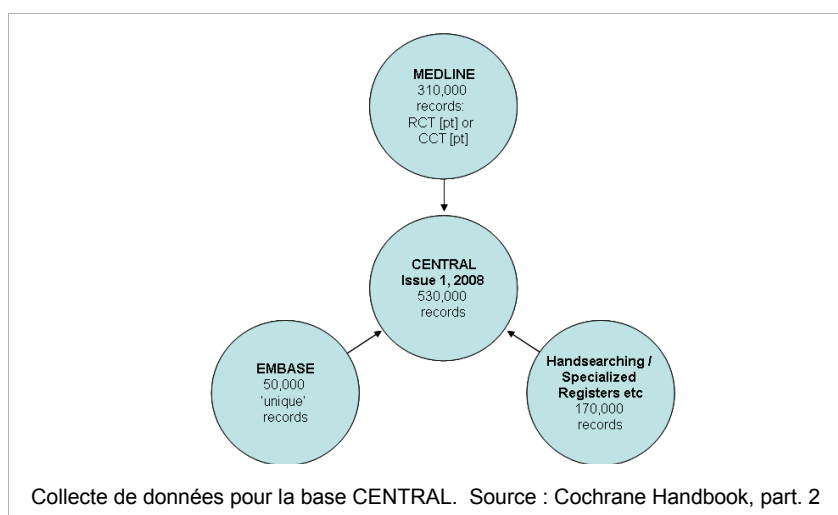 MEDLINE
310,000
records:
RCT [pt] or
CCT [pt]
CENTRAL
Issue 1, 2008
530,000
records
EMBASE
50,000
'unique'
records
Handsearching /
Specialized
Registers etc
170,000
records
Collecte de données pour la base CENTRAL. Source : Cochrane Handbook, part. 2